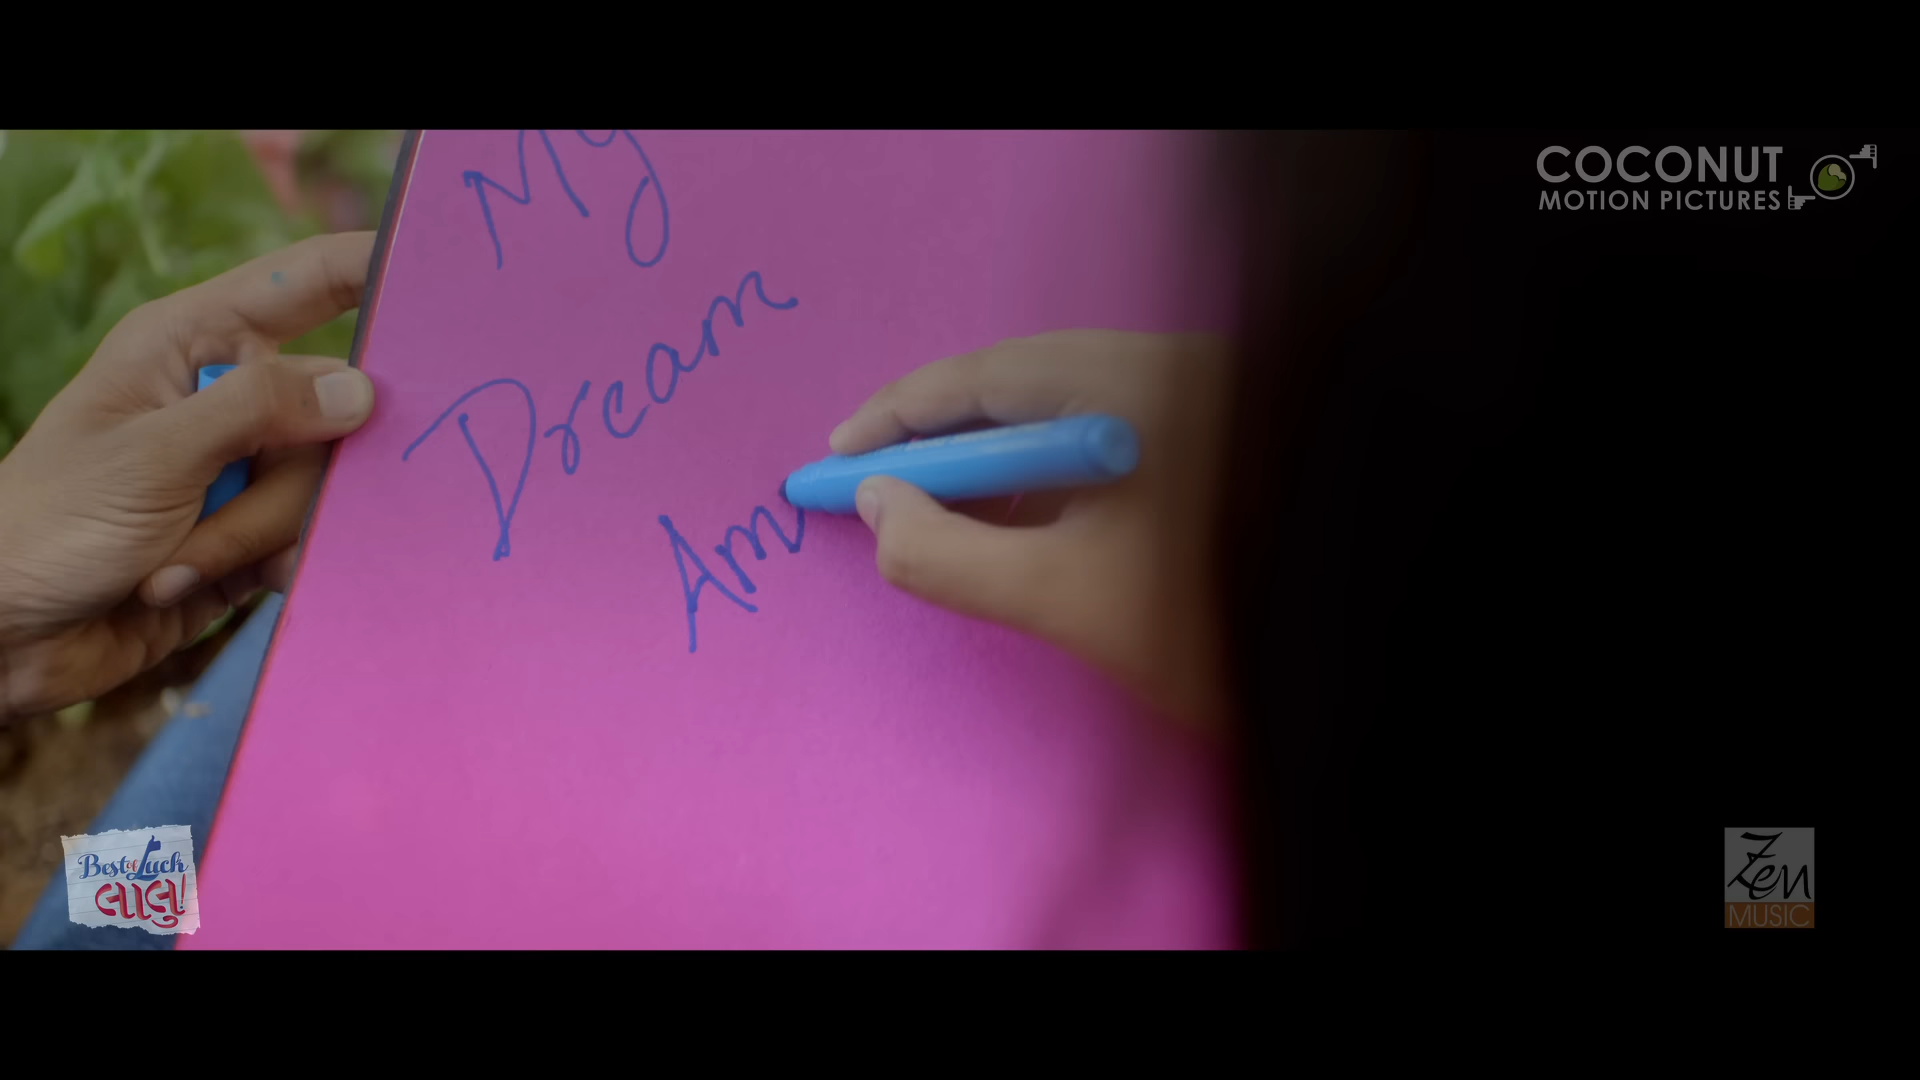 COCONUT
MOTION PICTURES
My
Dream
Am
Best of Luck
લાલુ!
Zen
MUSIC